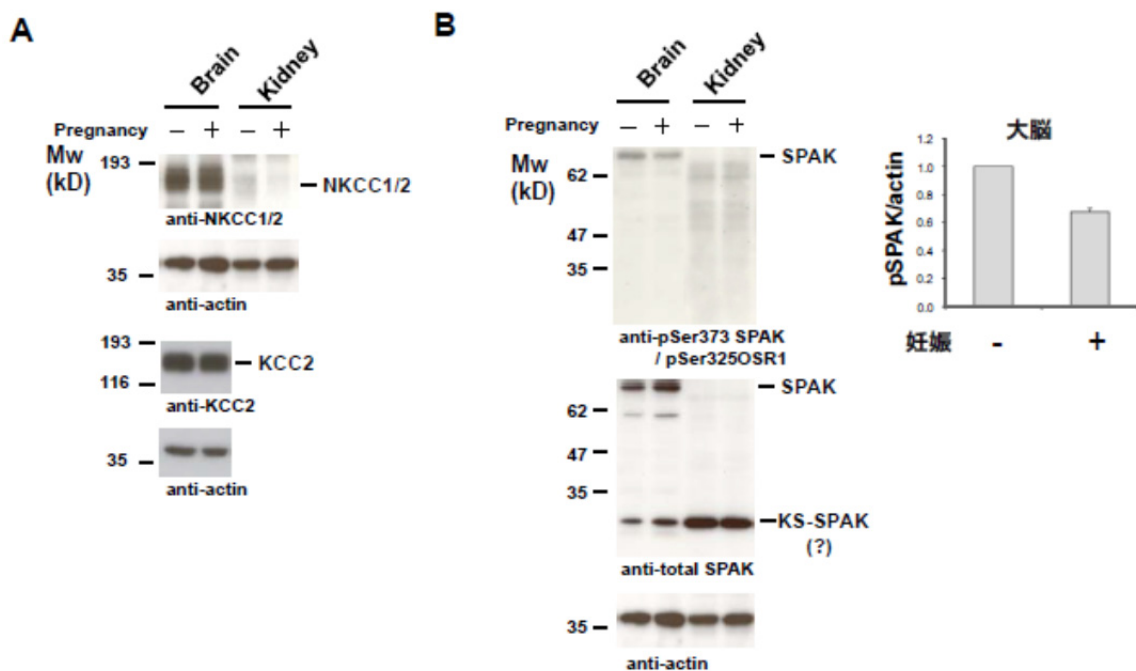 A
Brain
Kidney
Pregnancy − + − +
Mw
(kD)
193
NKCC1/2
anti-NKCC1/2
35
anti-actin
193
KCC2
116
anti-KCC2
35
anti-actin
B
Brain
Kidney
Pregnancy − + − +
Mw
(kD)
SPAK
62
47
35
anti-pSer373 SPAK
/ pSer325OSR1
SPAK
62
47
35
KS-SPAK
(?)
anti-total SPAK
35
anti-actin
大脳
pSPAK/actin
1.2
1.0
0.8
0.6
0.4
0.2
0.0
妊娠 - +